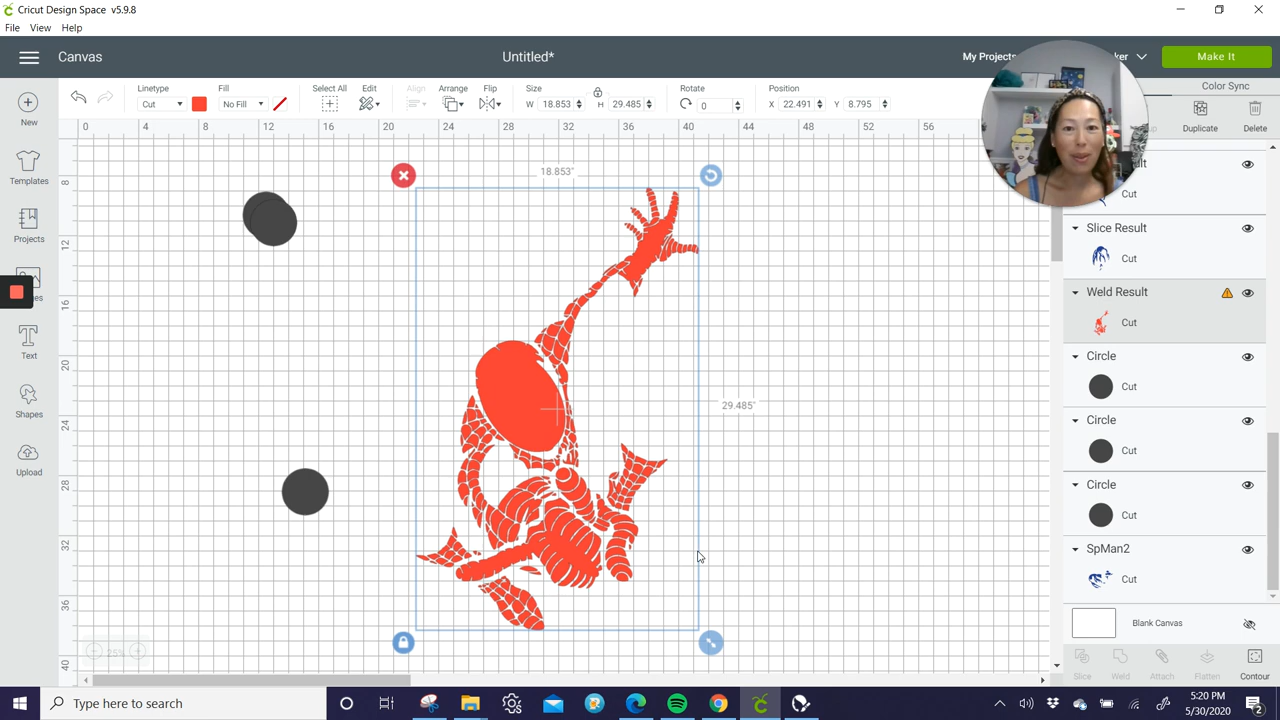 Cricut Design Space v5.9.8
File View Help
Canvas
Untitled*
My Projects
Make It
Linetype
Cut
Fill
No Fill
Select All
Edit
Align
Arrange
Flip
Size
W 18.853
H 29.485
Rotate
0
Position
X 22.491
Y 8.795
Color Sync
Duplicate
Delete
0 4 8 12 16 20 24 28 32 36 40 44 48 52 56
8
12
16
20
24
28
32
36
40
New
Templates
Projects
Text
Shapes
Upload
18.853"
29.485"
25%
Cut
Slice Result
Cut
Weld Result
Cut
Circle
Cut
Circle
Cut
Circle
Cut
SpMan2
Cut
Blank Canvas
Slice
Weld
Attach
Flatten
Contour
Type here to search
5:20 PM
5/30/2020
2